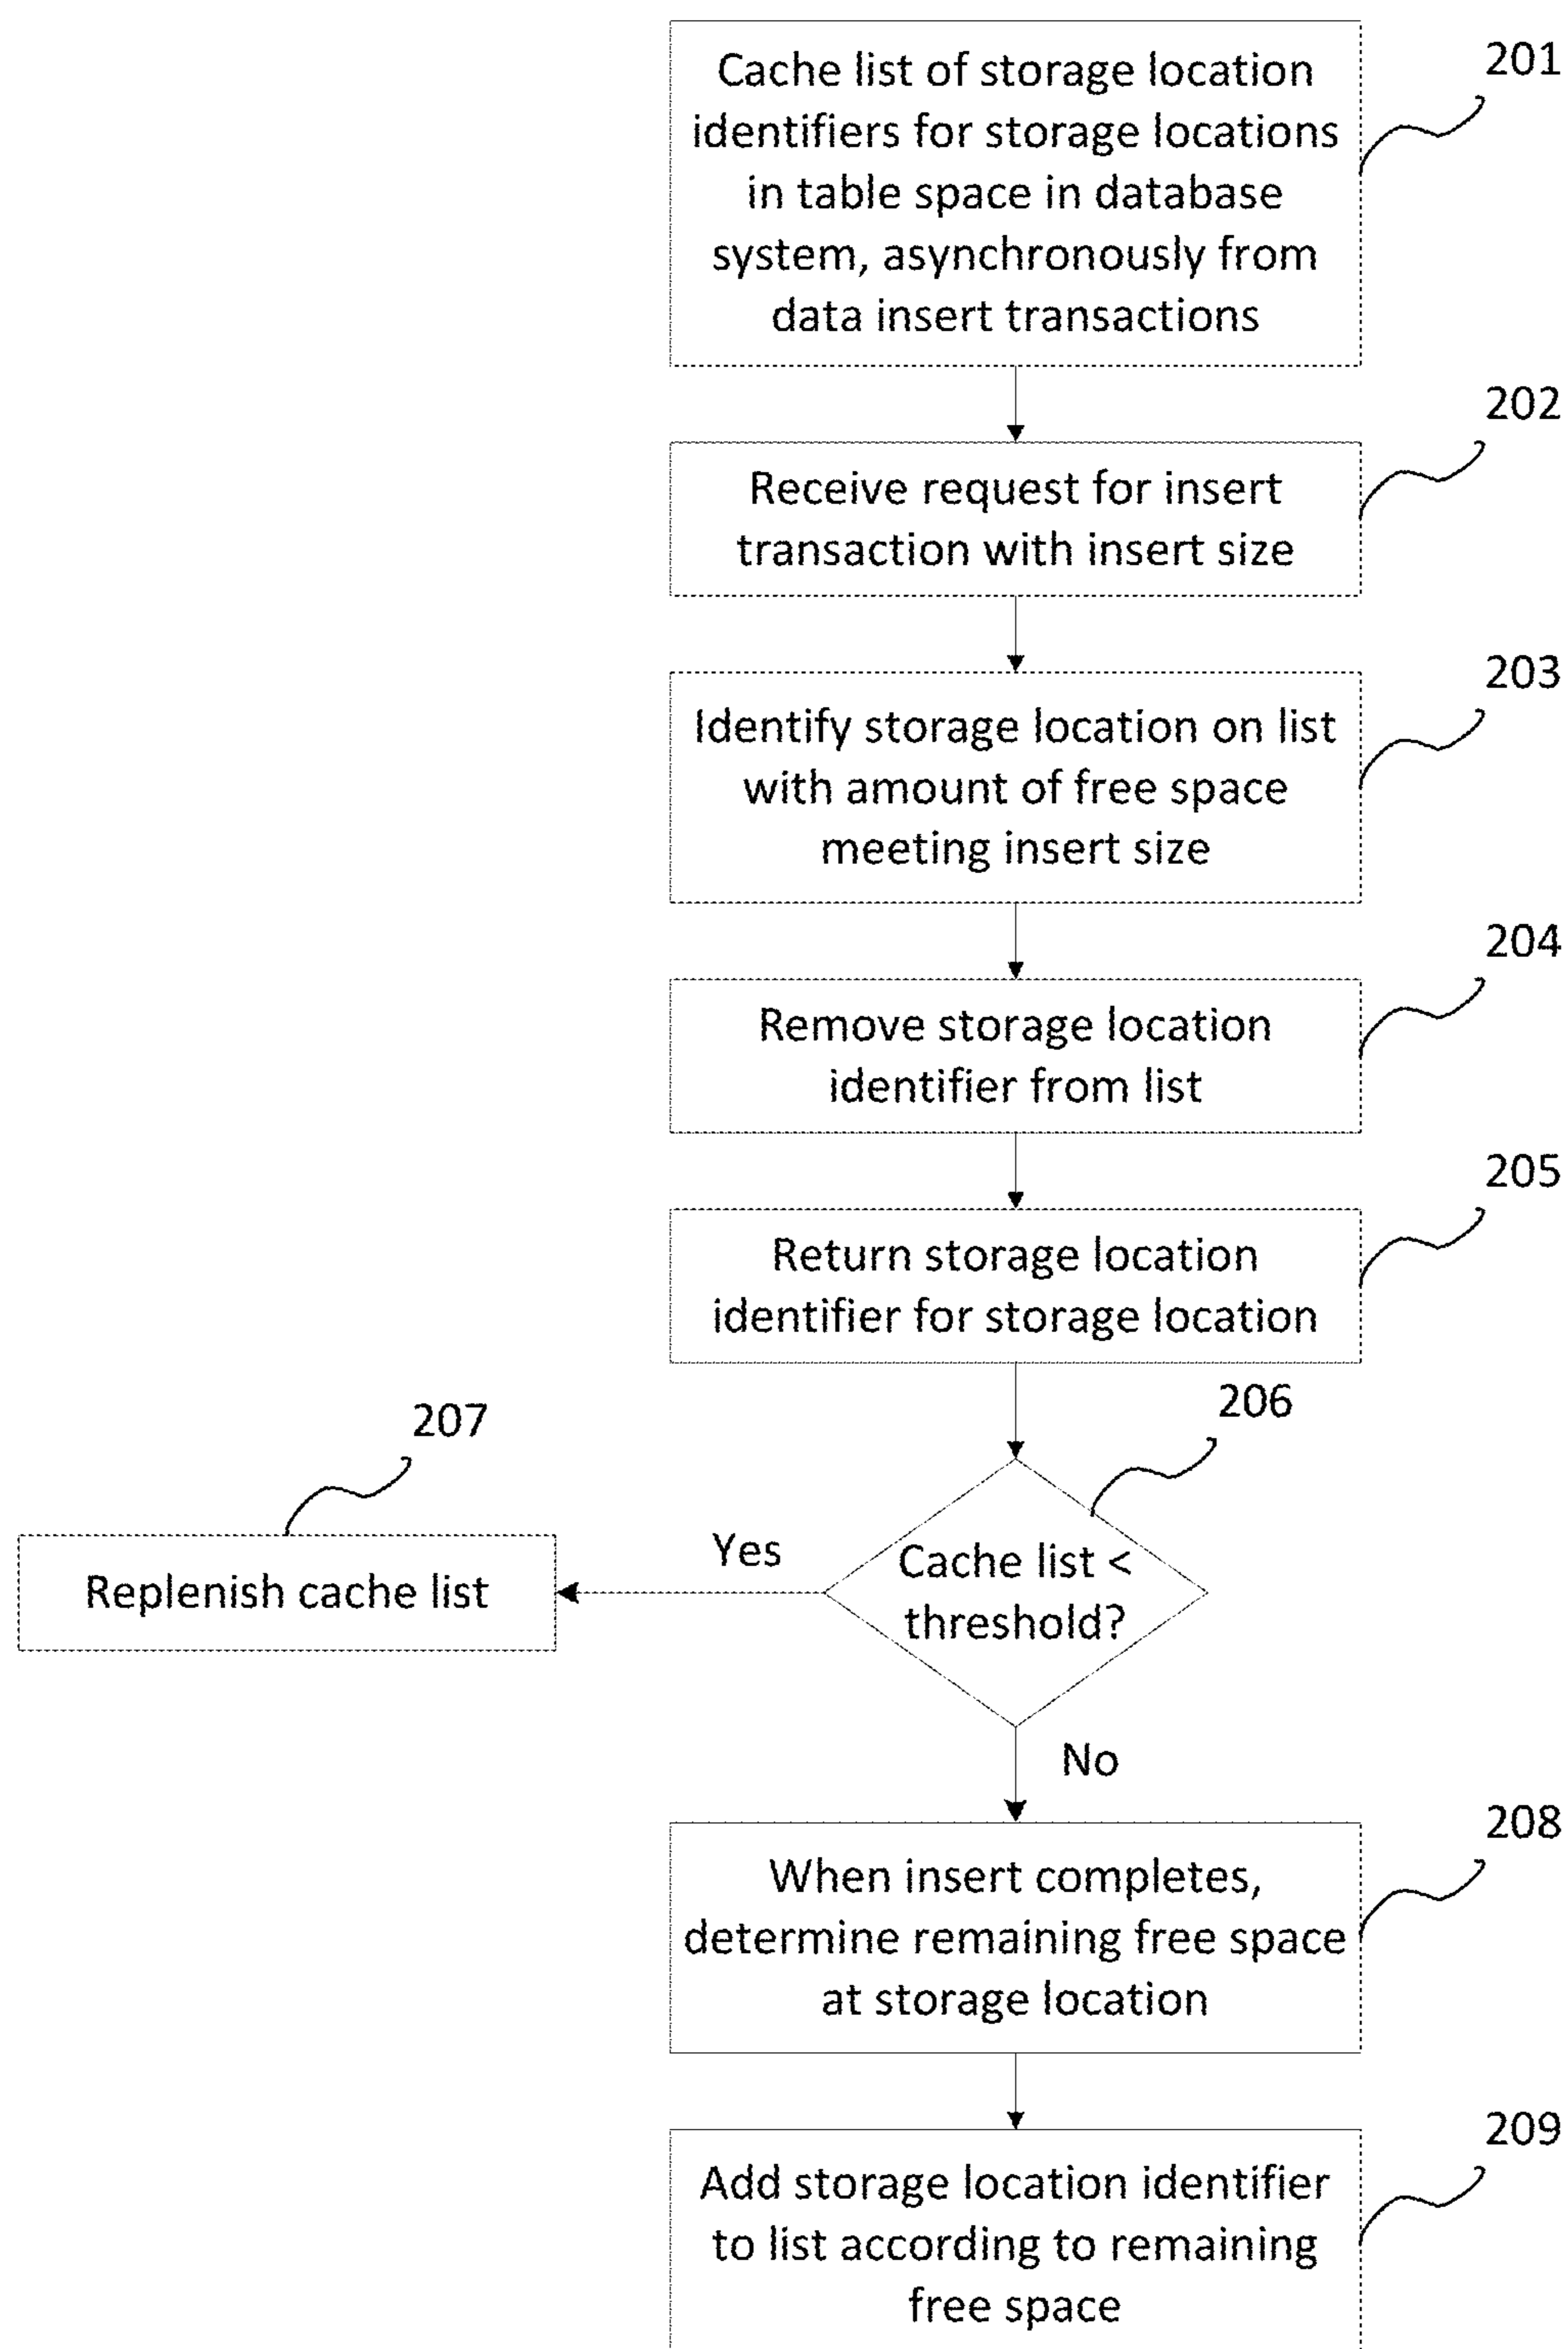 201
Cache list of storage location
identifiers for storage locations
in table space in database
system, asynchronously from
data insert transactions
202
Receive request for insert
transaction with insert size
203
Identify storage location on list
with amount of free space
meeting insert size
204
Remove storage location
identifier from list
205
Return storage location
identifier for storage location
206
Cache list <
threshold?
Yes
207
Replenish cache list
No
208
When insert completes,
determine remaining free space
at storage location
209
Add storage location identifier
to list according to remaining
free space